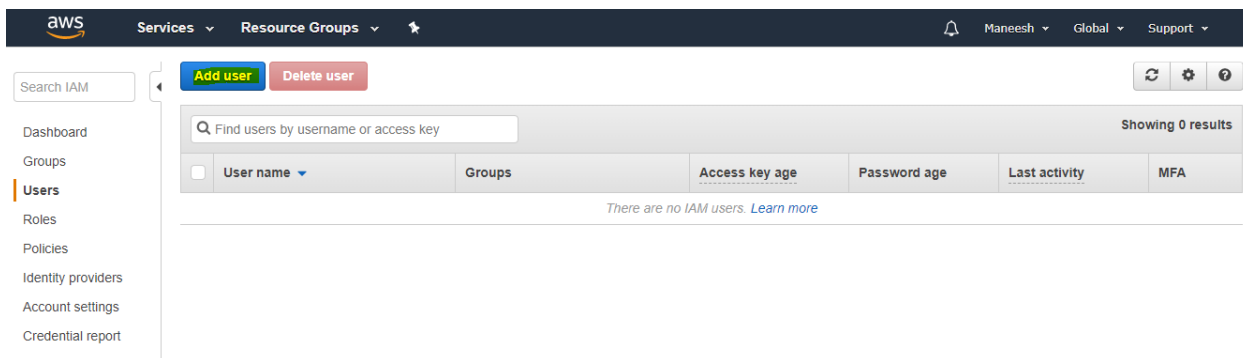 aws Services Resource Groups Maneesh Global Support
Search IAM
Add user Delete user
Dashboard
Groups
Users
Roles
Policies
Identity providers
Account settings
Credential report
Find users by username or access key Showing 0 results
User name Groups Access key age Password age Last activity MFA
There are no IAM users. Learn more